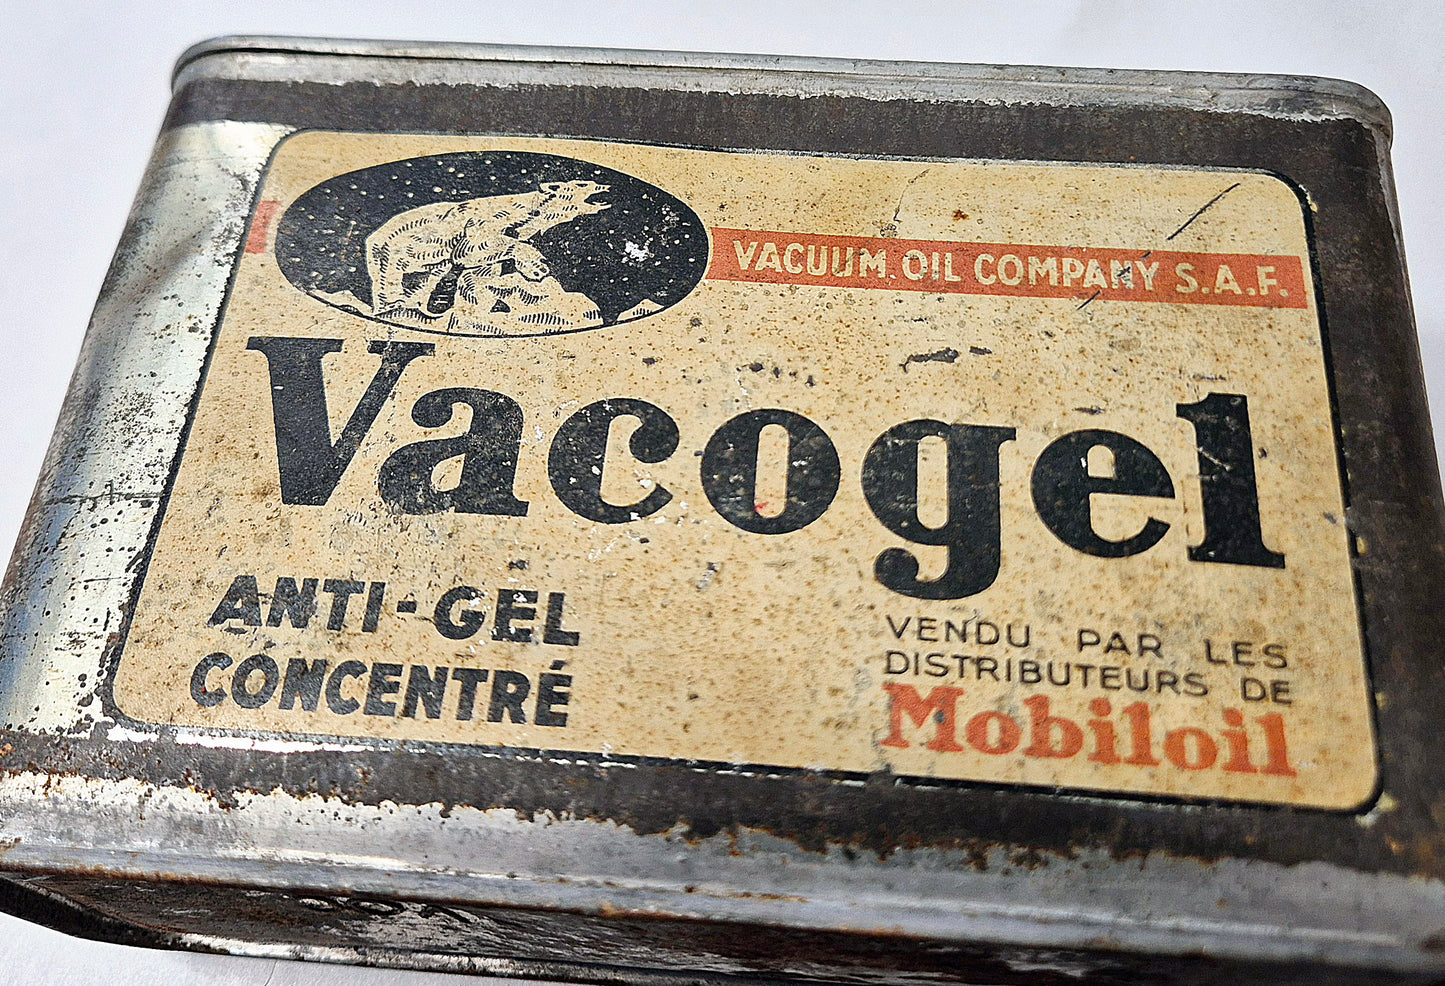 VACUUM OIL COMPANY S.A.F.
Vacogel
ANTI-GEL
CONCENTRÉ
VENDU PAR LES
DISTRIBUTEURS DE
Mobiloil